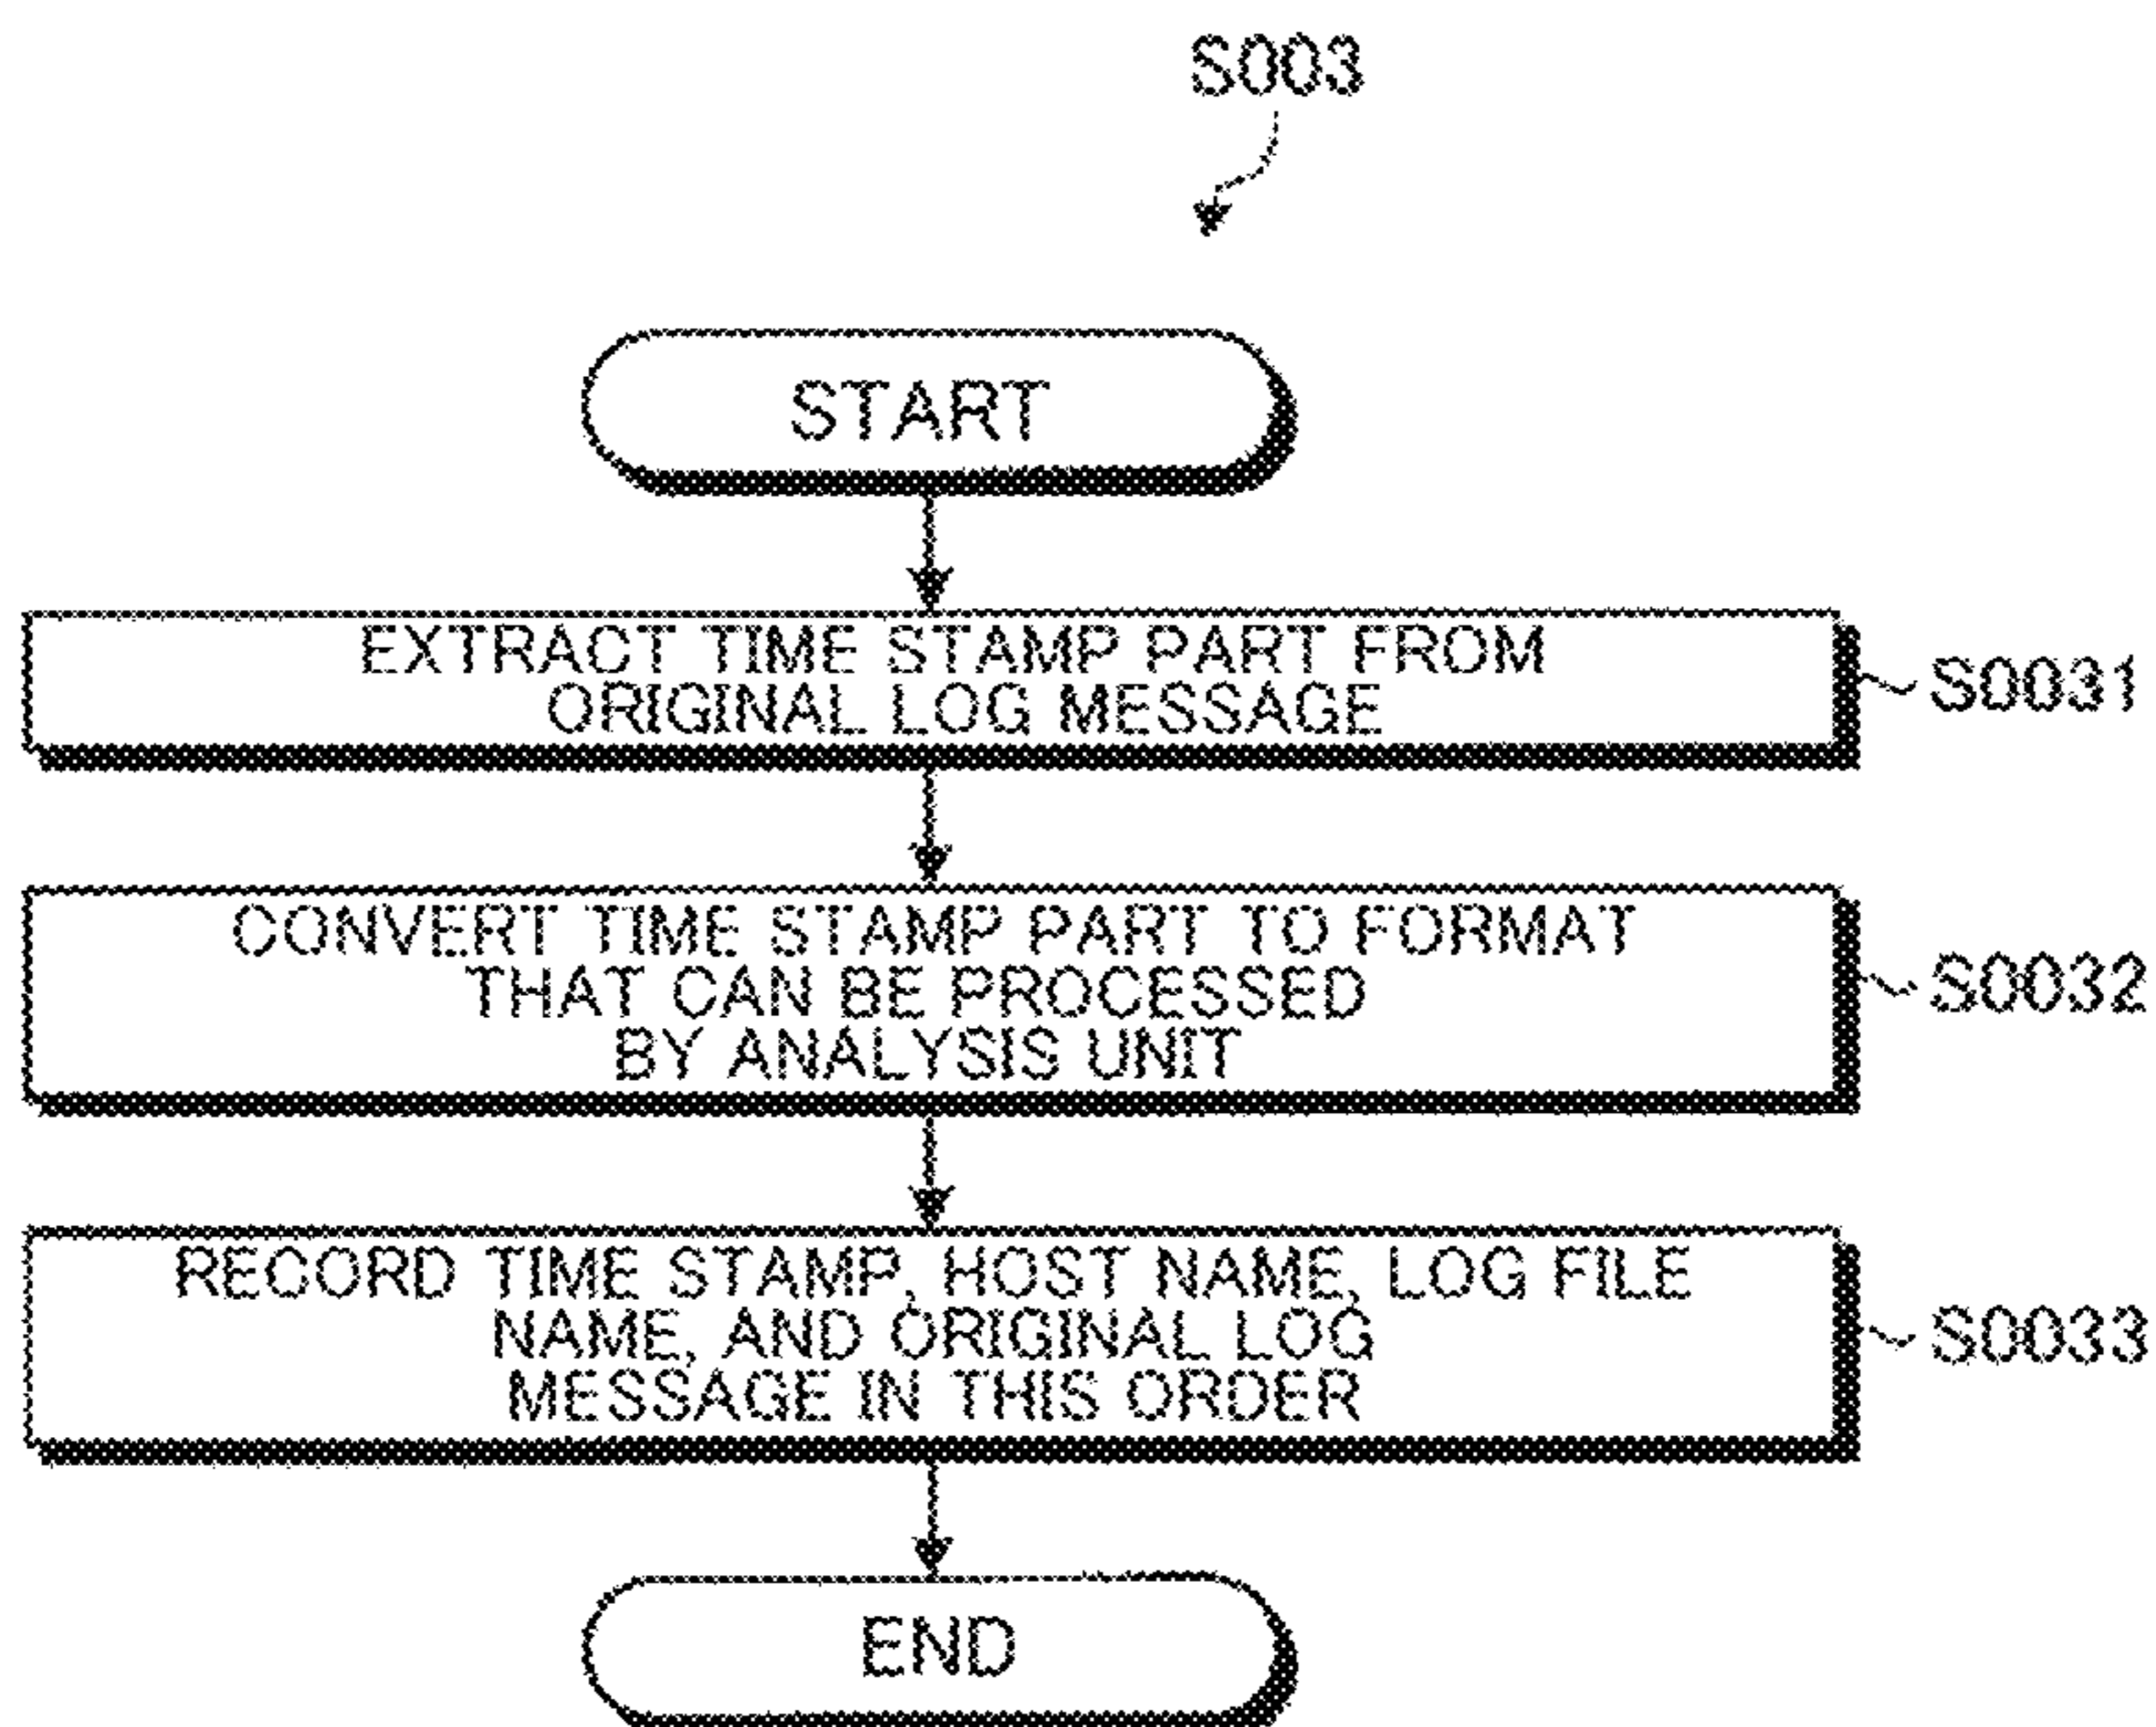 S003
START
EXTRACT TIME STAMP PART FROM
ORIGINAL LOG MESSAGE
S0031
CONVERT TIME STAMP PART TO FORMAT
THAT CAN BE PROCESSED
BY ANALYSIS UNIT
S0032
RECORD TIME STAMP, HOST NAME, LOG FILE
NAME, AND ORIGINAL LOG
MESSAGE IN THIS ORDER
S0033
END